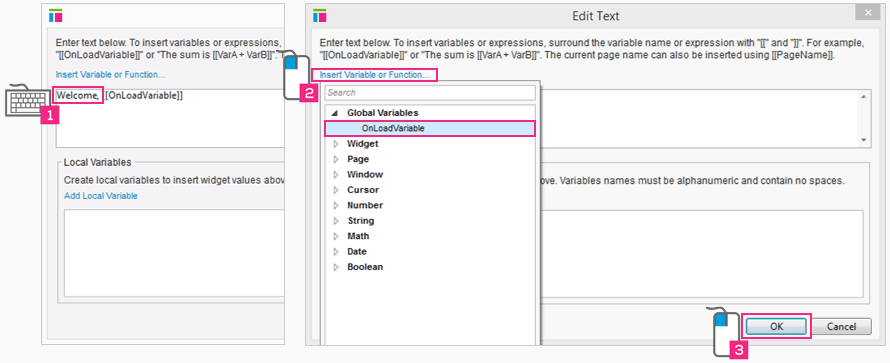 Enter text below. To insert variables or expressions,
"[[OnLoadVariable]]" or "The sum is [[VarA + VarB]]".
Insert Variable or Function...
Welcome, [[OnLoadVariable]]
1
Local Variables
Create local variables to insert widget values abov
Add Local Variable
Edit Text
Enter text below. To insert variables or expressions, surround the variable name or expression with "[[" and "]]". For example,
"[[OnLoadVariable]]" or "The sum is [[VarA + VarB]]". The current page name can also be inserted using [[PageName]].
Insert Variable or Function...
2
Search
Global Variables
OnLoadVariable
Widget
Page
Window
Cursor
Number
String
Math
Date
Boolean
ove. Variables names must be alphanumeric and contain no spaces.
OK
Cancel
3